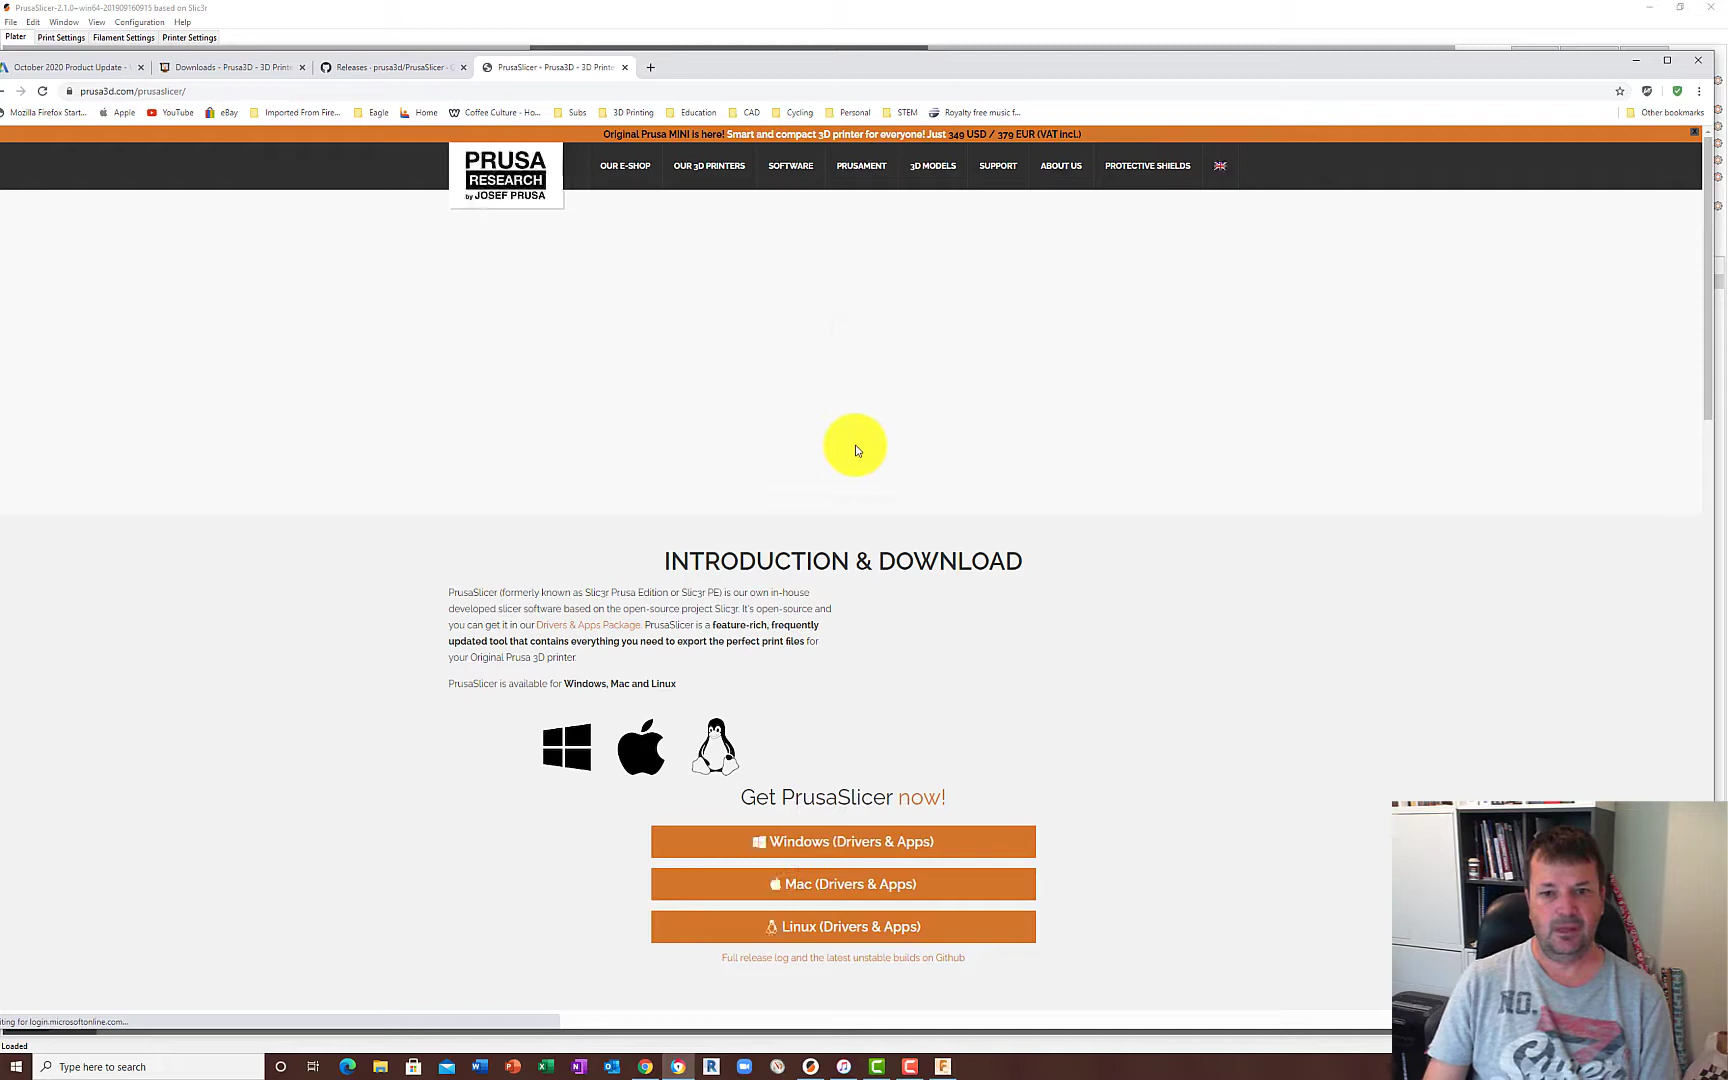 PrusaSlicer-2.1.0+win64-201909160915 based on Slic3r
File Edit Window View Configuration Help
Plater Print Settings Filament Settings Printer Settings
October 2020 Product Update - Downloads - Prusa3D - 3D Print Releases · prusa3d/PrusaSlicer · G PrusaSlicer - Prusa3D - 3D Printe
prusa3d.com/prusaslicer/
Mozilla Firefox Start... Apple YouTube eBay Imported From Fire... Eagle Home Coffee Culture - Ho... Subs 3D Printing Education CAD Cycling Personal STEM Royalty free music f... Other bookmarks
Original Prusa MINI is here! Smart and compact 3D printer for everyone! Just 349 USD / 379 EUR (VAT incl.)
X
PRUSA
RESEARCH
by JOSEF PRUSA
OUR E-SHOP OUR 3D PRINTERS SOFTWARE PRUSAMENT 3D MODELS SUPPORT ABOUT US PROTECTIVE SHIELDS
INTRODUCTION & DOWNLOAD
PrusaSlicer (formerly known as Slic3r Prusa Edition or Slic3r PE) is our own in-house
developed slicer software based on the open-source project Slic3r. It's open-source and
you can get it in our Drivers & Apps Package. PrusaSlicer is a feature-rich, frequently
updated tool that contains everything you need to export the perfect print files for
your Original Prusa 3D printer.
PrusaSlicer is available for Windows, Mac and Linux
Get PrusaSlicer now!
Windows (Drivers & Apps)
Mac (Drivers & Apps)
Linux (Drivers & Apps)
Full release log and the latest unstable builds on Github
iting for login.microsoftonline.com...
Loaded
Type here to search
NO.